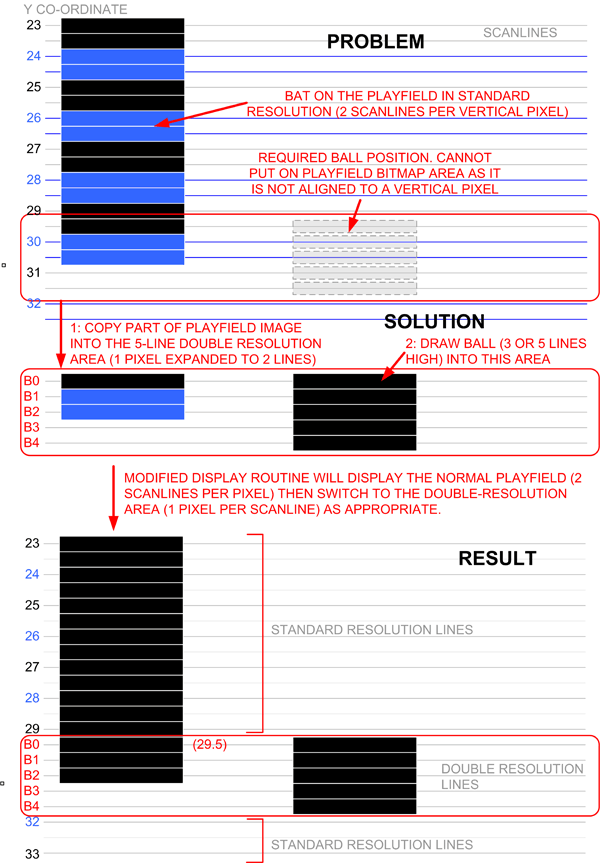 Y CO-ORDINATE
23
PROBLEM
SCANLINES
24
25
BAT ON THE PLAYFIELD IN STANDARD
RESOLUTION (2 SCANLINES PER VERTICAL PIXEL)
26
27
REQUIRED BALL POSITION. CANNOT
PUT ON PLAYFIELD BITMAP AREA AS IT
IS NOT ALIGNED TO A VERTICAL PIXEL
28
29
30
31
32
SOLUTION
1: COPY PART OF PLAYFIELD IMAGE
INTO THE 5-LINE DOUBLE RESOLUTION
AREA (1 PIXEL EXPANDED TO 2 LINES)
2: DRAW BALL (3 OR 5 LINES
HIGH) INTO THIS AREA
B0
B1
B2
B3
B4
MODIFIED DISPLAY ROUTINE WILL DISPLAY THE NORMAL PLAYFIELD (2
SCANLINES PER PIXEL) THEN SWITCH TO THE DOUBLE-RESOLUTION
AREA (1 PIXEL PER SCANLINE) AS APPROPRIATE.
23
RESULT
24
25
26
STANDARD RESOLUTION LINES
27
28
29
B0
(29.5)
B1
B2
B3
B4
DOUBLE RESOLUTION
LINES
32
STANDARD RESOLUTION LINES
33